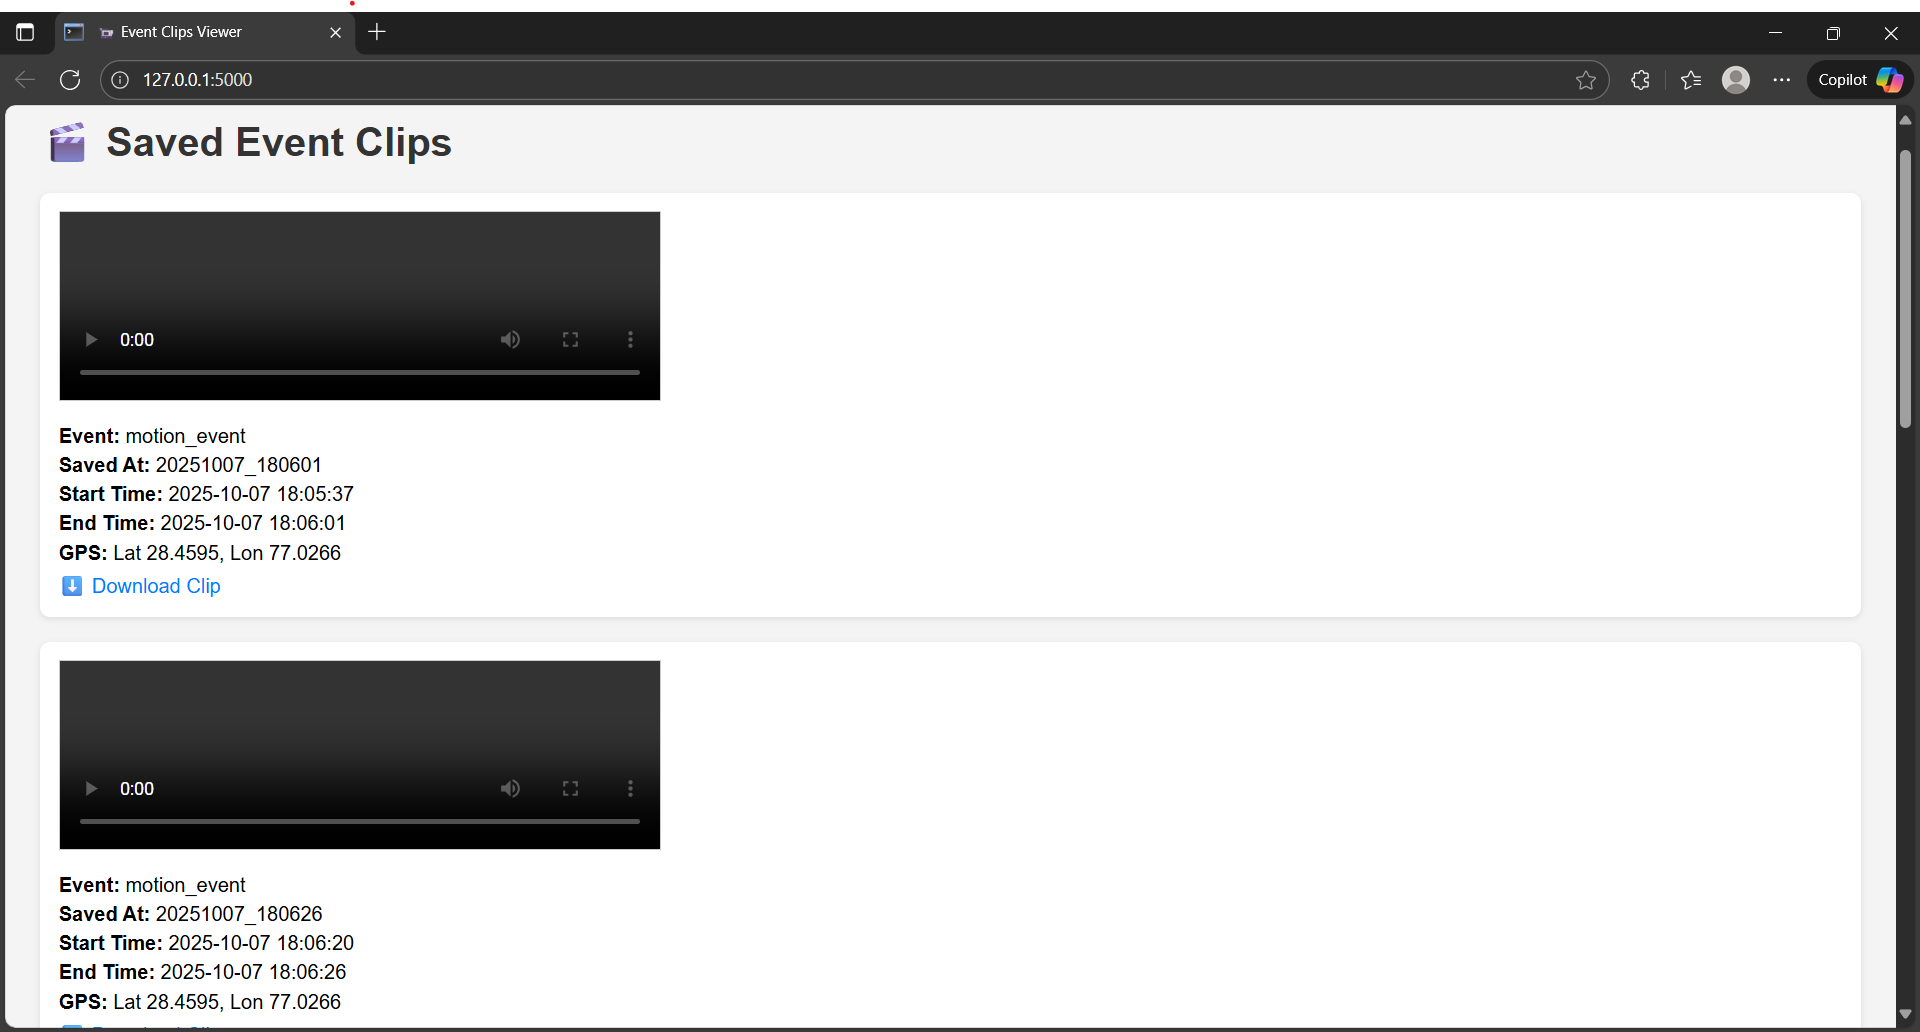 Event Clips Viewer
127.0.0.1:5000
Copilot
Saved Event Clips
0:00
Event: motion_event
Saved At: 20251007_180601
Start Time: 2025-10-07 18:05:37
End Time: 2025-10-07 18:06:01
GPS: Lat 28.4595, Lon 77.0266
Download Clip
0:00
Event: motion_event
Saved At: 20251007_180626
Start Time: 2025-10-07 18:06:20
End Time: 2025-10-07 18:06:26
GPS: Lat 28.4595, Lon 77.0266